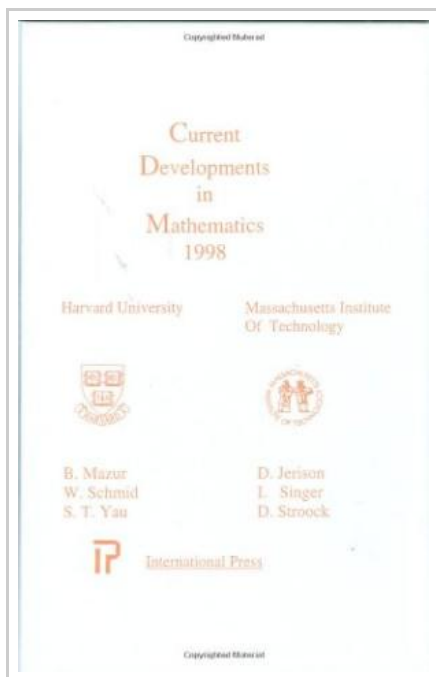 Copyrighted Material
Current
Developments
in
Mathematics
1998
Harvard University
Massachusetts Institute
Of Technology
B. Mazur
W. Schmid
S. T. Yau
D. Jerison
I. Singer
D. Stroock
International Press
Copyrighted Material